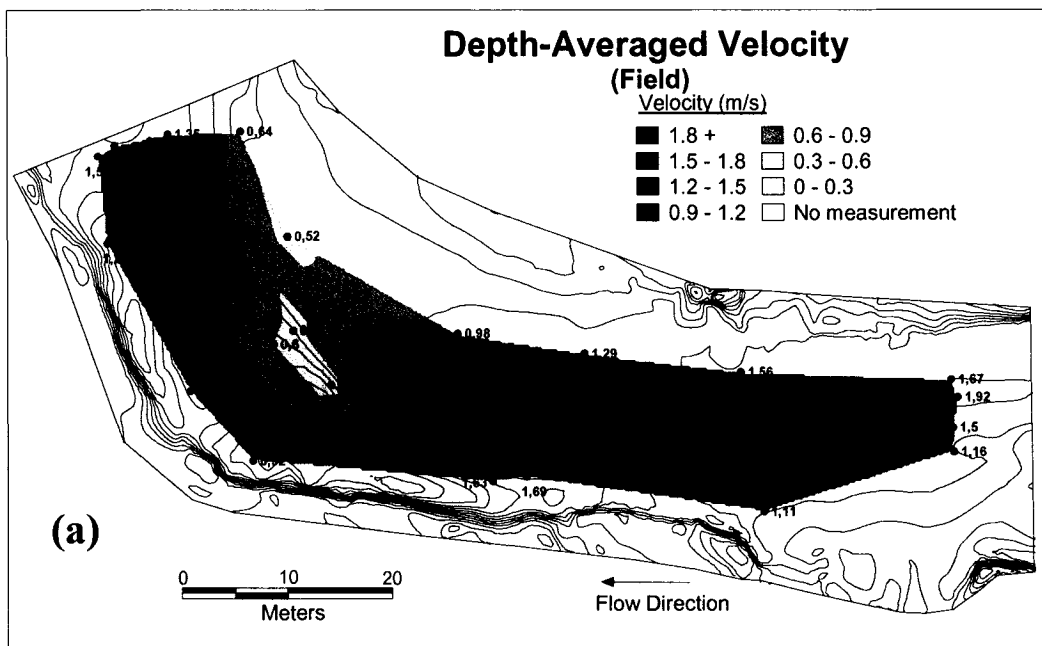 Depth-Averaged Velocity
(Field)
Velocity (m/s)
1.8 +
1.5 - 1.8
1.2 - 1.5
0.9 - 1.2
0.6 - 0.9
0.3 - 0.6
0 - 0.3
No measurement
1,35
0,64
0,52
0,98
1,29
1,56
1,67
1,92
1,5
1,16
1,11
1,69
(a)
0 10 20
Meters
Flow Direction